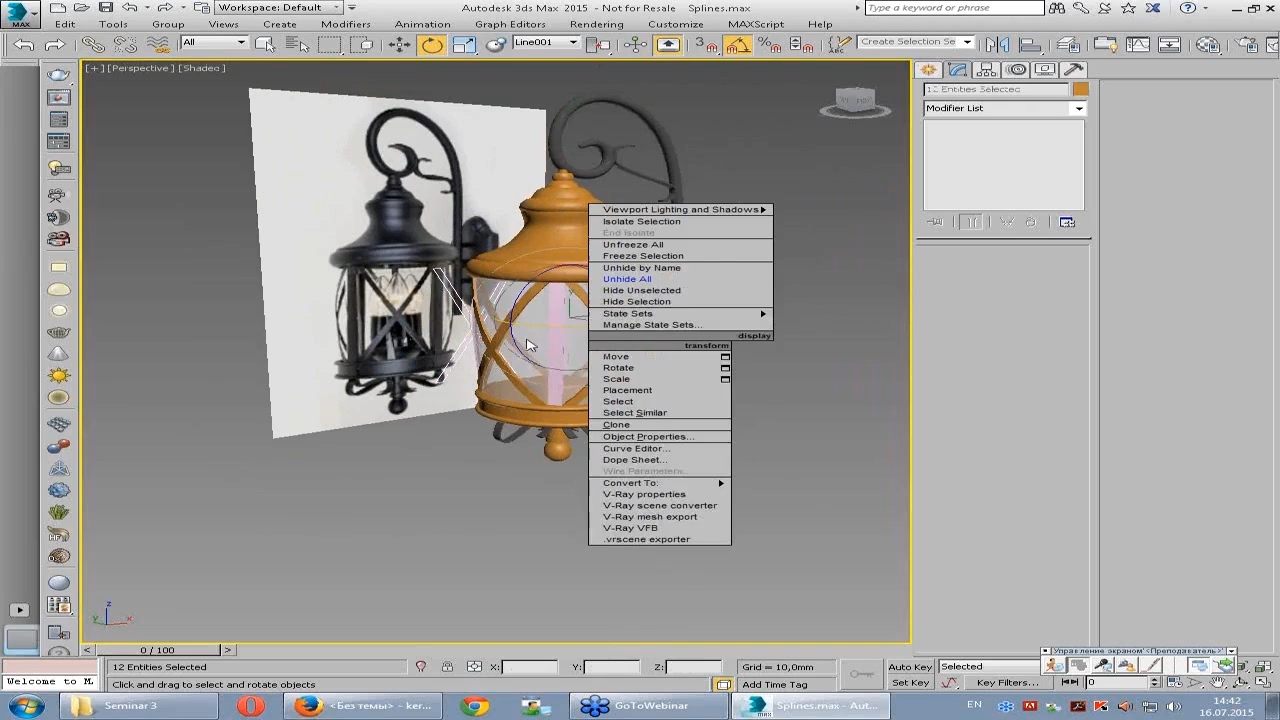 Workspace: Default
Autodesk 3ds Max 2015 - Not for Resale
Splines.max
Type a keyword or phrase
MAX
Edit
Tools
Group
Views
Create
Modifiers
Animation
Graph Editors
Rendering
Customize
MAXScript
Help
All
Line001
Create Selection Se
[+] [Perspective] [Shaded]
12 Entities Selected
Modifier List
Viewport Lighting and Shadows
Isolate Selection
End Isolate
Unfreeze All
Freeze Selection
Unhide by Name
Unhide All
Hide Unselected
Hide Selection
State Sets
Manage State Sets...
display
transform
Move
Rotate
Scale
Placement
Select
Select Similar
Clone
Object Properties...
Curve Editor...
Dope Sheet...
Wire Parameters...
Convert To:
V-Ray properties
V-Ray scene converter
V-Ray mesh export
V-Ray VFB
.vrscene exporter
z
x
0 / 100
12 Entities Selected
X:
Y:
Z:
Grid = 10,0mm
Auto Key
Selected
Управление экраном"<Преподаватель>
Welcome to M
Click and drag to select and rotate objects
Add Time Tag
Set Key
Key Filters...
0
Seminar 3
<Без темы> - ker...
GoToWebinar
Splines.max - Aut...
EN
14:42
16.07.2015